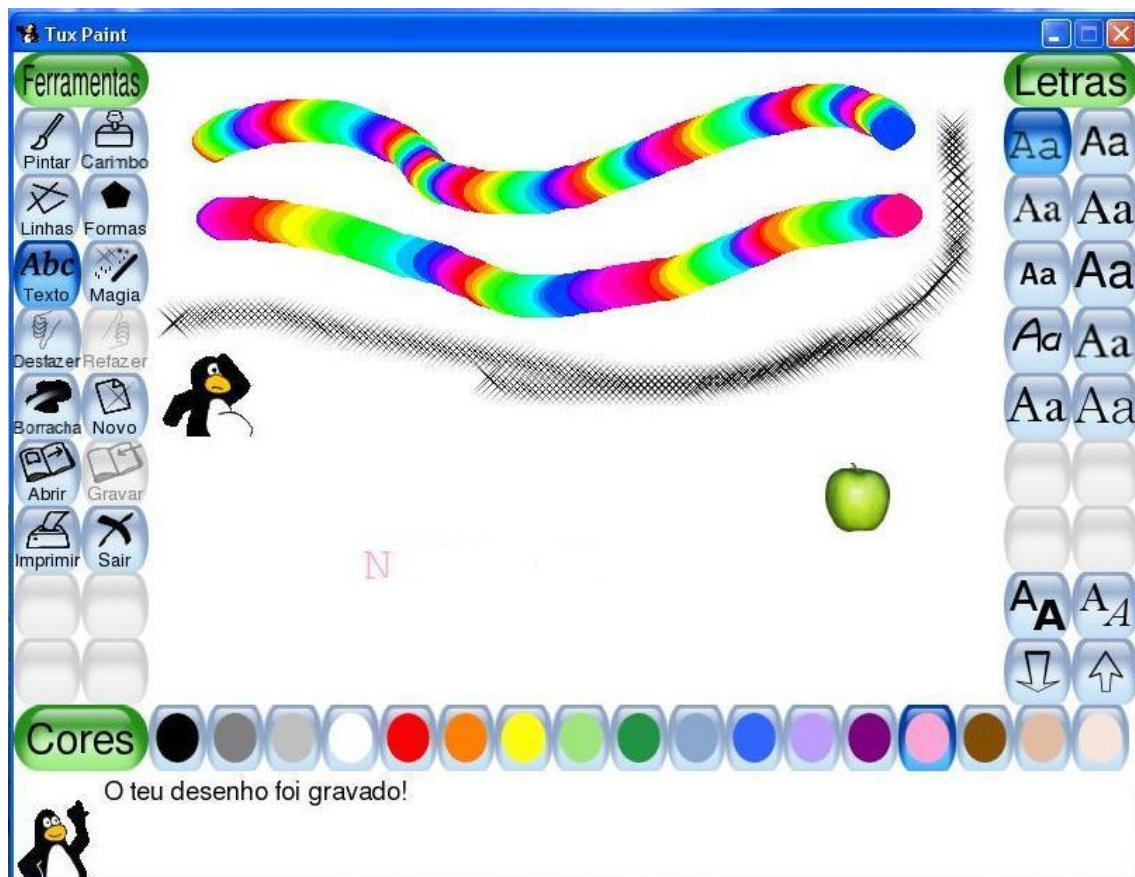 Tux Paint
Ferramentas
Letras
Pintar Carimbo
Aa Aa
Linhas Formas
Aa Aa
Abc
Texto Magia
Aa Aa
Desfazer Refazer
Aa Aa
Borracha Novo
Aa Aa
Abrir Gravar
Imprimir Sair
N
AA AA
Cores
O teu desenho foi gravado!